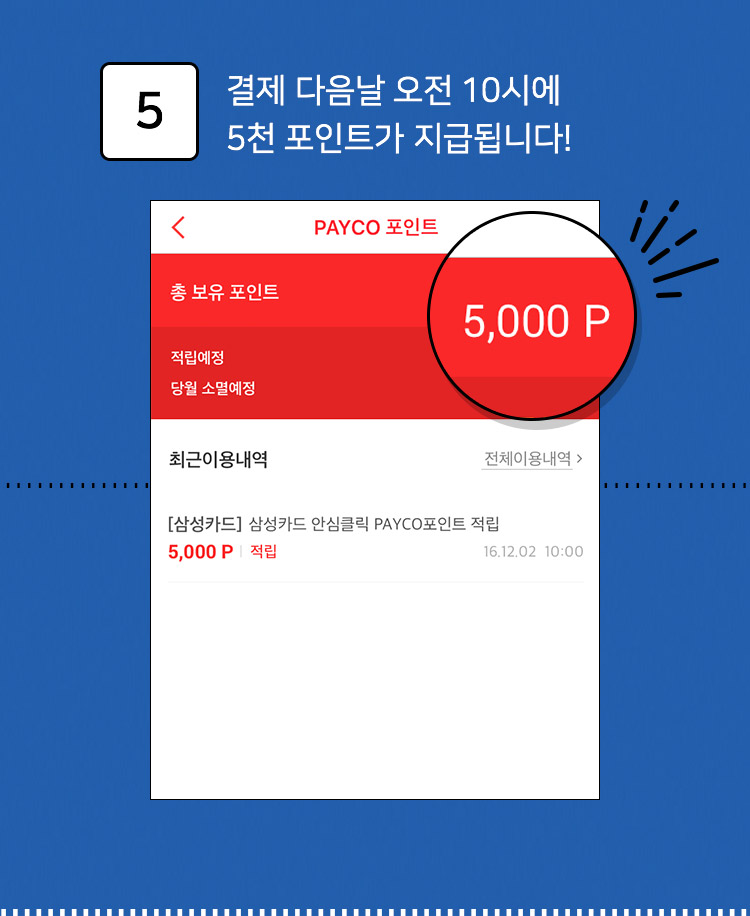 5
결제 다음날 오전 10시에
5천 포인트가 지급됩니다!
PAYCO 포인트
총 보유 포인트
5,000 P
적립예정
당월 소멸예정
최근이용내역
전체이용내역 >
[삼성카드] 삼성카드 안심클릭 PAYCO포인트 적립
5,000 P | 적립 16.12.02 10:00